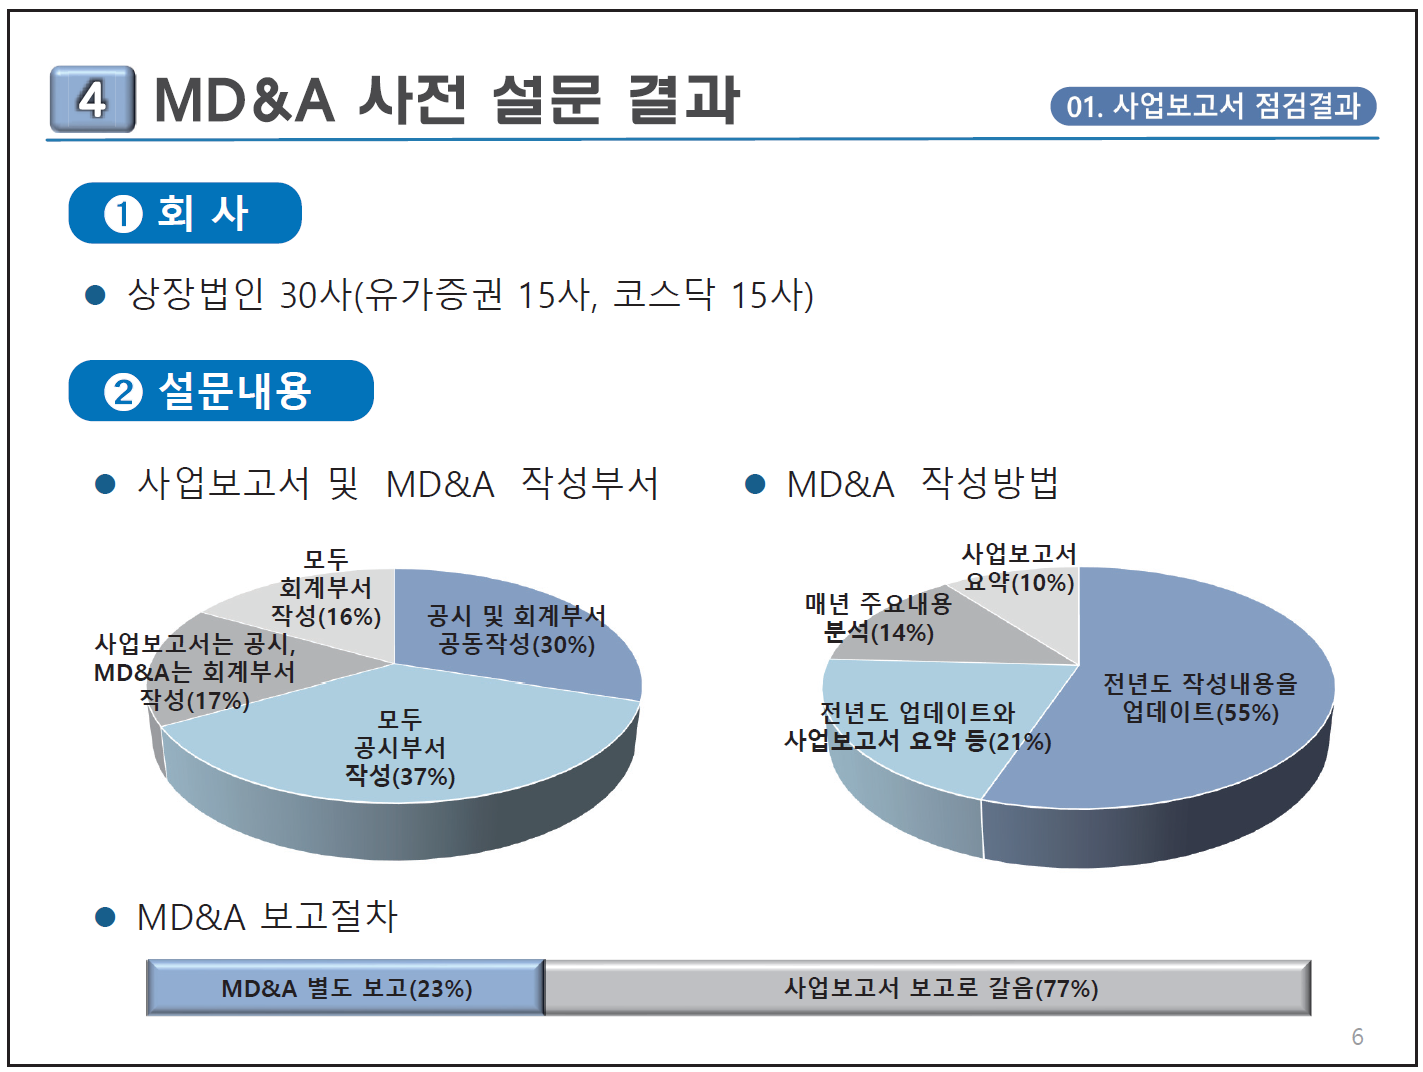 4 MD&A 사전 설문 결과
01. 사업보고서 점검결과
❶ 회 사
● 상장법인 30사(유가증권 15사, 코스닥 15사)
❷ 설문내용
● 사업보고서 및 MD&A 작성부서
모두
회계부서
작성(16%)
공시 및 회계부서
공동작성(30%)
사업보고서는 공시,
MD&A는 회계부서
작성(17%)
모두
공시부서
작성(37%)
● MD&A 작성방법
사업보고서
요약(10%)
매년 주요내용
분석(14%)
전년도 작성내용을
업데이트(55%)
전년도 업데이트와
사업보고서 요약 등(21%)
● MD&A 보고절차
MD&A 별도 보고(23%)
사업보고서 보고로 갈음(77%)
6